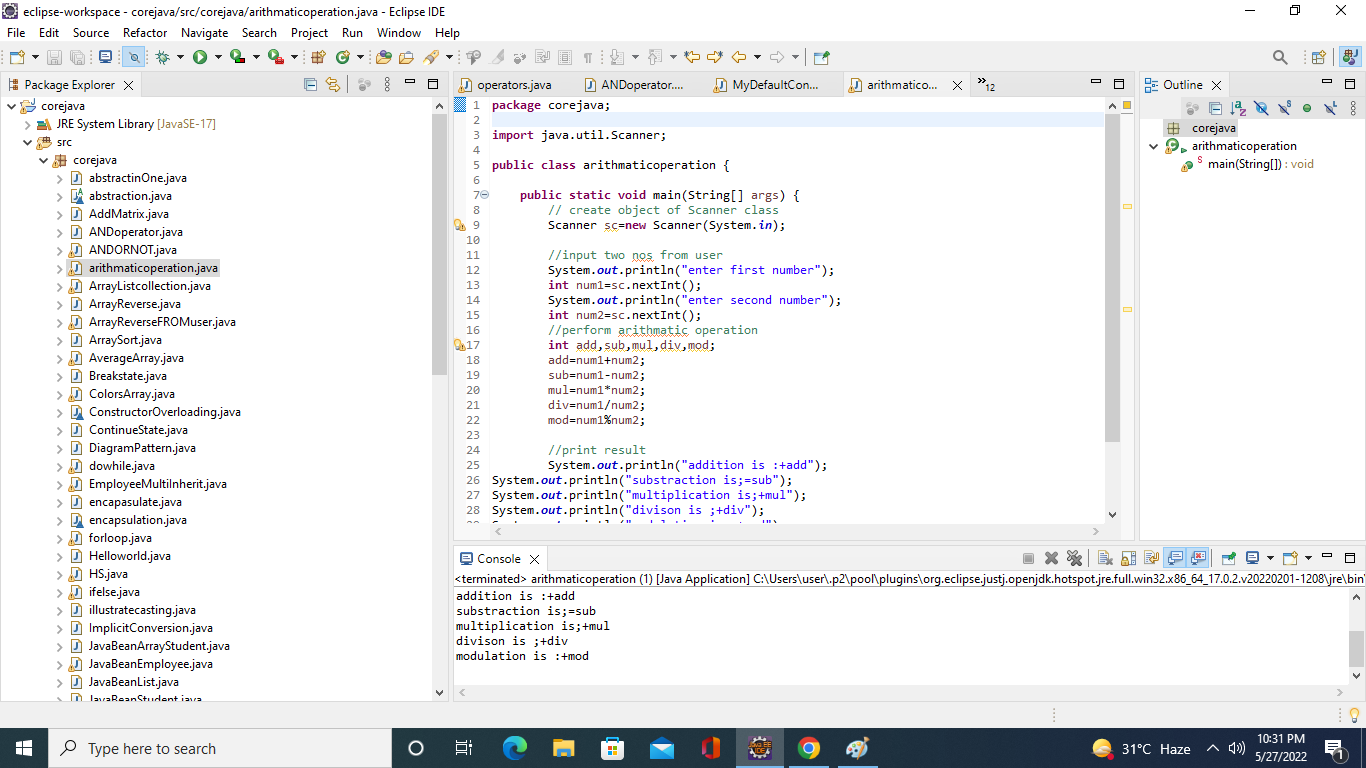 eclipse-workspace - corejava/src/corejava/arithmaticoperation.java - Eclipse IDE
File Edit Source Refactor Navigate Search Project Run Window Help
Package Explorer
corejava
JRE System Library [JavaSE-17]
src
corejava
abstractinOne.java
abstraction.java
AddMatrix.java
ANDoperator.java
ANDORNOT.java
arithmaticoperation.java
ArrayListcollection.java
ArrayReverse.java
ArrayReverseFROMuser.java
ArraySort.java
AverageArray.java
Breakstate.java
ColorsArray.java
ConstructorOverloading.java
ContinueState.java
DiagramPattern.java
dowhile.java
EmployeeMultiInherit.java
encapasulate.java
encapsulation.java
forloop.java
Helloworld.java
HS.java
ifelse.java
illustratecasting.java
ImplicitConversion.java
JavaBeanArrayStudent.java
JavaBeanEmployee.java
JavaBeanList.java
JavaBeanStudent.java
operators.java ANDoperator.... MyDefaultCon... arithmatico... »12
1 package corejava;
2
3 import java.util.Scanner;
4
5 public class arithmaticoperation {
6
7 public static void main(String[] args) {
8 // create object of Scanner class
9 Scanner sc=new Scanner(System.in);
10
11 //input two nos from user
12 System.out.println("enter first number");
13 int num1=sc.nextInt();
14 System.out.println("enter second number");
15 int num2=sc.nextInt();
16 //perform arithmatic operation
17 int add,sub,mul,div,mod;
18 add=num1+num2;
19 sub=num1-num2;
20 mul=num1*num2;
21 div=num1/num2;
22 mod=num1%num2;
23
24 //print result
25 System.out.println("addition is :+add");
26 System.out.println("substraction is;=sub");
27 System.out.println("multiplication is;+mul");
28 System.out.println("divison is ;+div");
Outline
corejava
arithmaticoperation
main(String[]) : void
Console
<terminated> arithmaticoperation (1) [Java Application] C:\Users\user\.p2\pool\plugins\org.eclipse.justj.openjdk.hotspot.jre.full.win32.x86_64_17.0.2.v20220201-1208\jre\bin\
addition is :+add
substraction is;=sub
multiplication is;+mul
divison is ;+div
modulation is :+mod
Type here to search
31°C Haze
10:31 PM
5/27/2022
1